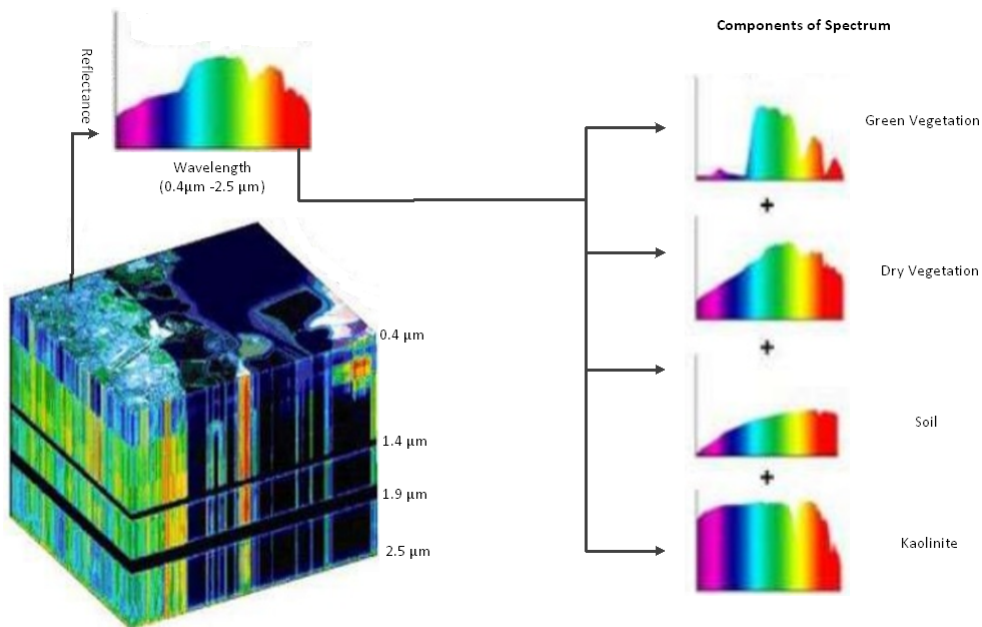 Components of Spectrum
Reflectance
Wavelength
(0.4µm -2.5 µm)
Green Vegetation
+
Dry Vegetation
+
Soil
+
Kaolinite
0.4 µm
1.4 µm
1.9 µm
2.5 µm